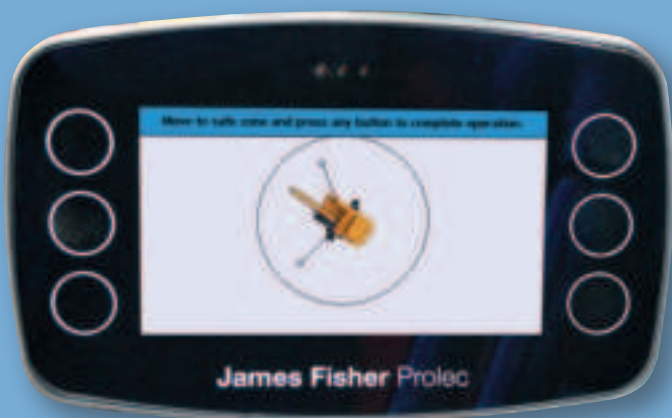 Move to safe zone and press any button to complete operation.
James Fisher Prolec